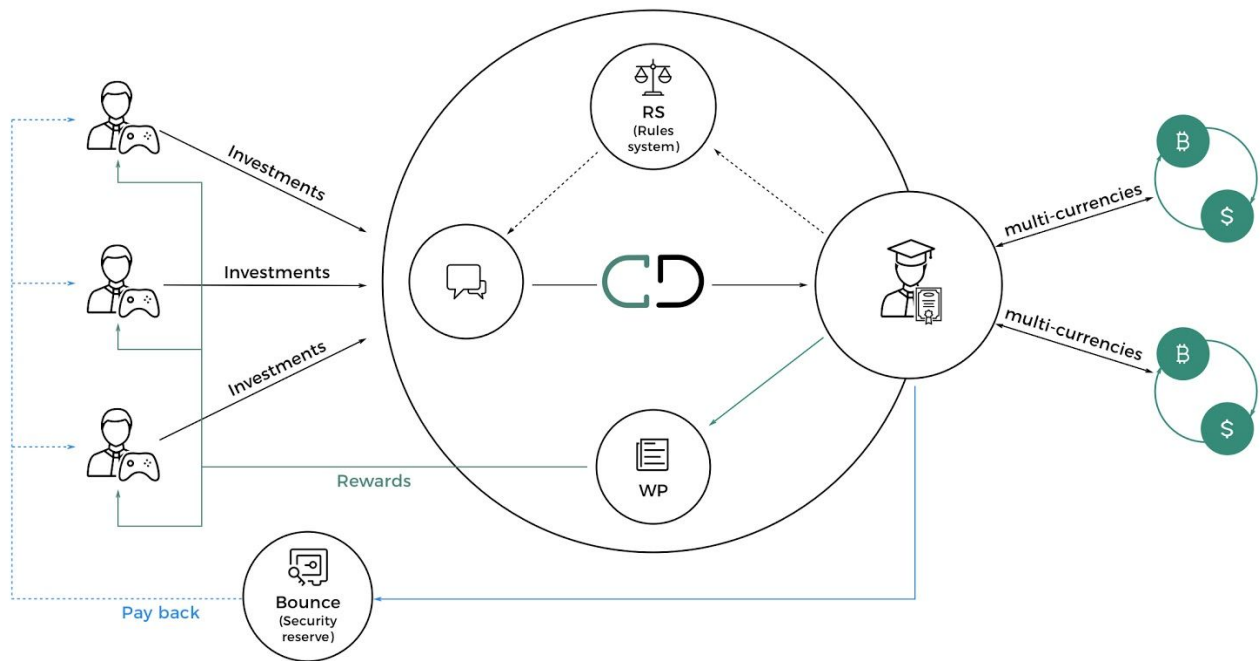 RS
(Rules
system)
Investments
Investments
Investments
multi-currencies
multi-currencies
₿
$
₿
$
WP
Rewards
Bounce
(Security
reserve)
Pay back